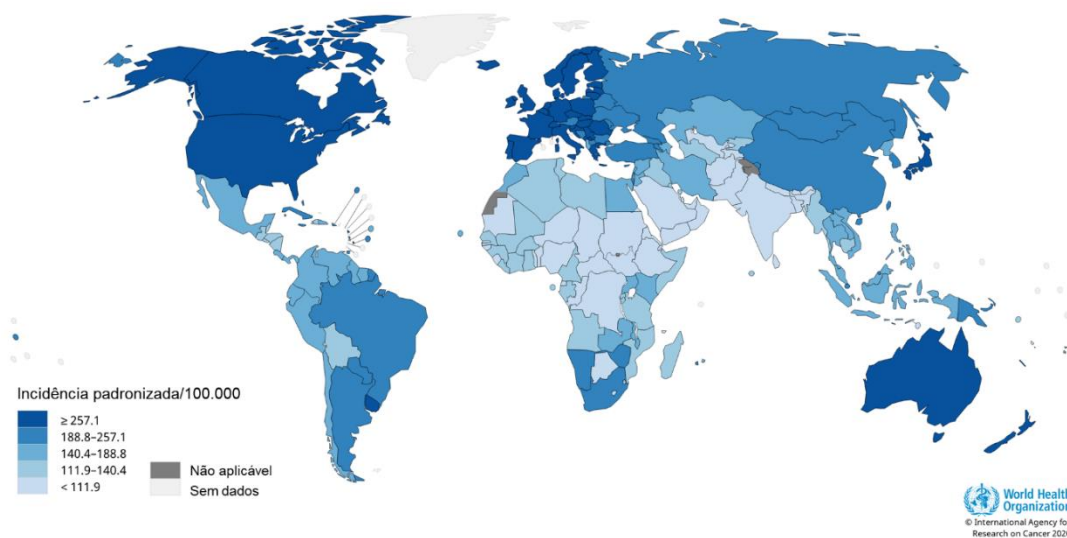 Incidência padronizada/100.000
≥ 257.1
188.8–257.1
140.4–188.8
111.9–140.4
< 111.9
Não aplicável
Sem dados
World Health
Organization
© International Agency for
Research on Cancer 2020